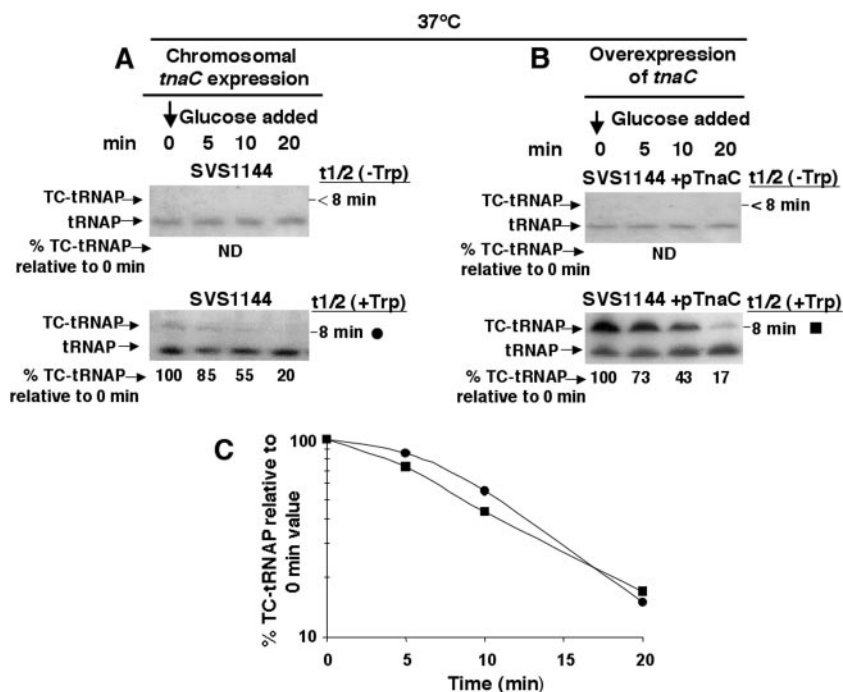 37ºC
A
Chromosomal
tnaC expression
Glucose added
min 0 5 10 20
SVS1144 t1/2 (-Trp)
TC-tRNAP
< 8 min
tRNAP
% TC-tRNAP
relative to 0 min
ND
SVS1144 t1/2 (+Trp)
TC-tRNAP
8 min ●
tRNAP
% TC-tRNAP 100 85 55 20
relative to 0 min
B
Overexpression
of tnaC
Glucose added
min 0 5 10 20
SVS1144 +pTnaC t1/2 (-Trp)
TC-tRNAP
< 8 min
tRNAP
% TC-tRNAP
relative to 0 min
ND
SVS1144 +pTnaC t1/2 (+Trp)
TC-tRNAP
8 min ■
tRNAP
% TC-tRNAP 100 73 43 17
relative to 0 min
C
% TC-tRNAP relative to
0 min value
100
10
0 5 10 15 20
Time (min)